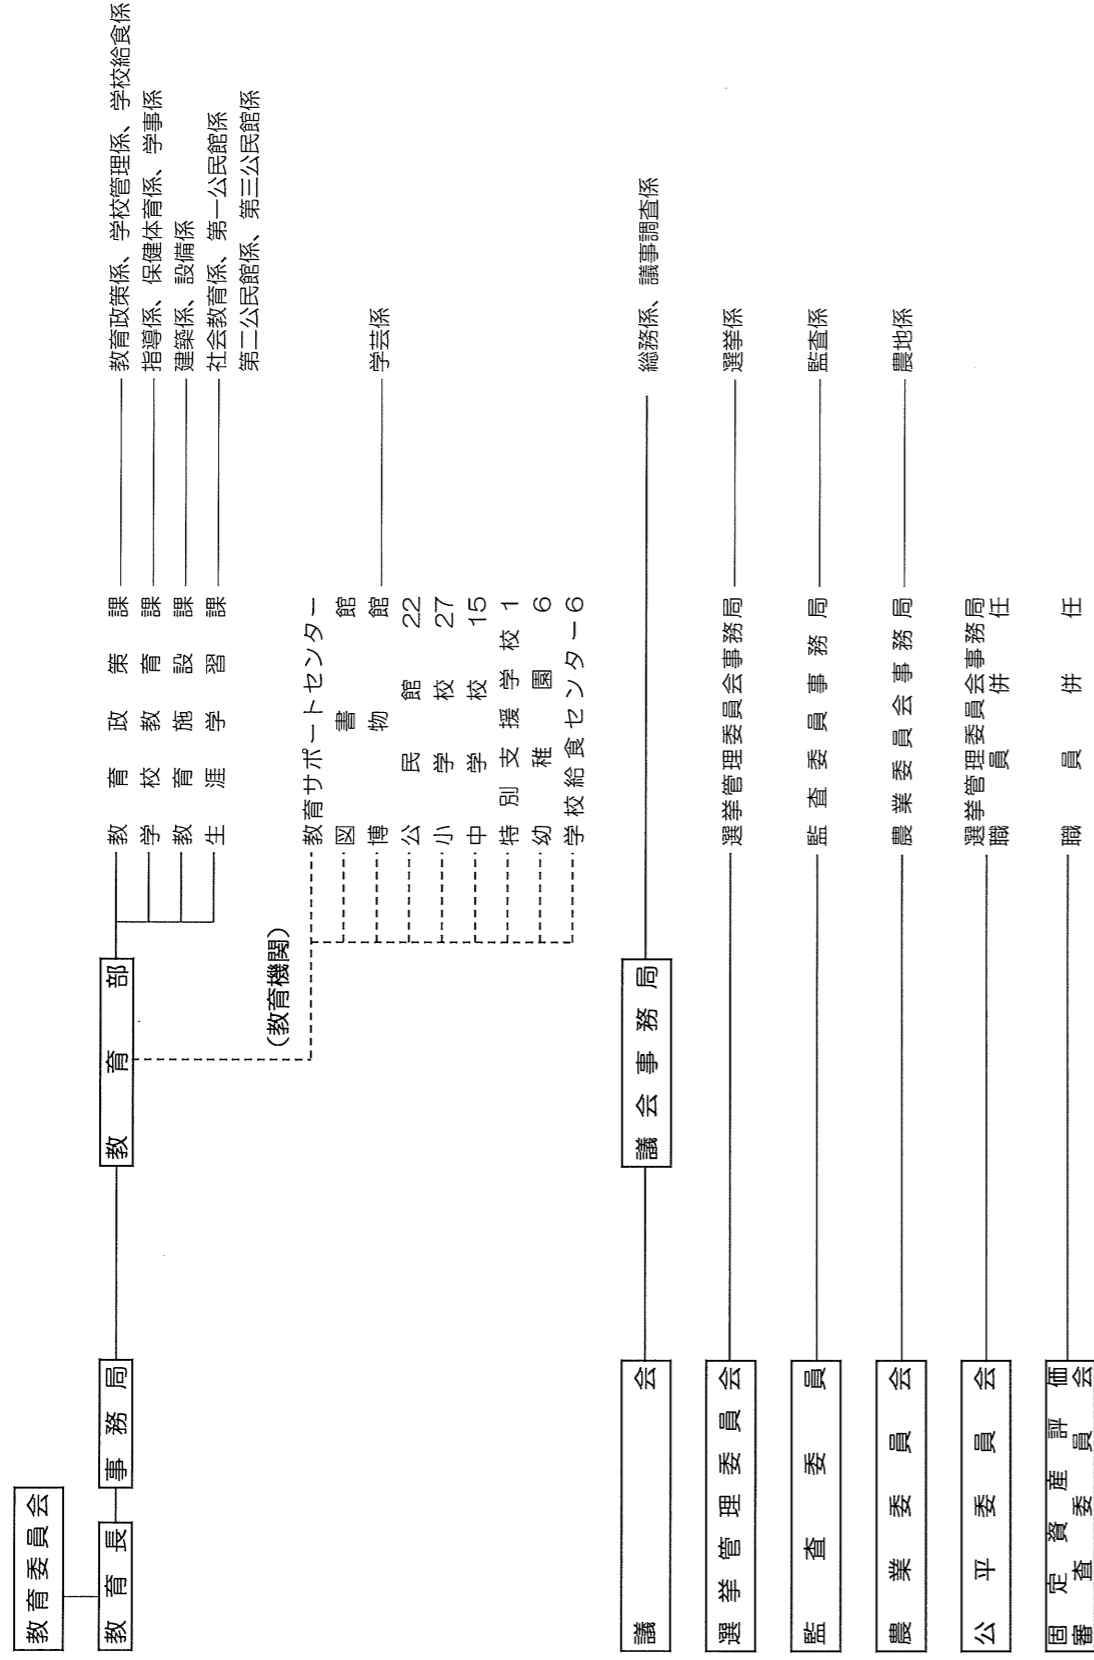 教育委員会
教育長 事務局 教育部 教育政策課 教育政策係、学校管理係、学校給食係
学校教育課 指導係、保健体育係、学事係
教育施設課 建築係、設備係
生涯学習課 社会教育係、第一公民館係
第二公民館係、第三公民館係
(教育機関)
教育サポートセンター
図書館
博物館 学芸係
公民館 22
小学校 27
中学校 15
特別支援学校 1
幼稚園 6
学校給食センター 6
議会 議会事務局 総務係、議事調査係
選挙管理委員会 選挙管理委員会事務局 選挙係
監査委員 監査委員事務局 監査係
農業委員会 農業委員会事務局 農地係
公平委員会 選挙管理委員会事務局
職員併任
固定資産評価
審査委員会 職員併任